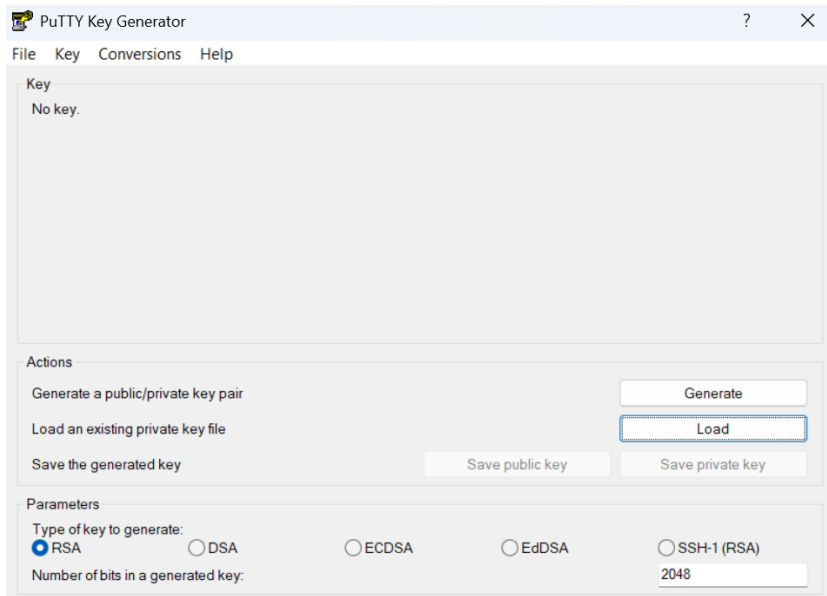 PuTTY Key Generator ?
File Key Conversions Help
Key
No key.
Actions
Generate a public/private key pair Generate
Load an existing private key file Load
Save the generated key Save public key Save private key
Parameters
Type of key to generate:
RSA DSA ECDSA EdDSA SSH-1 (RSA)
Number of bits in a generated key: 2048